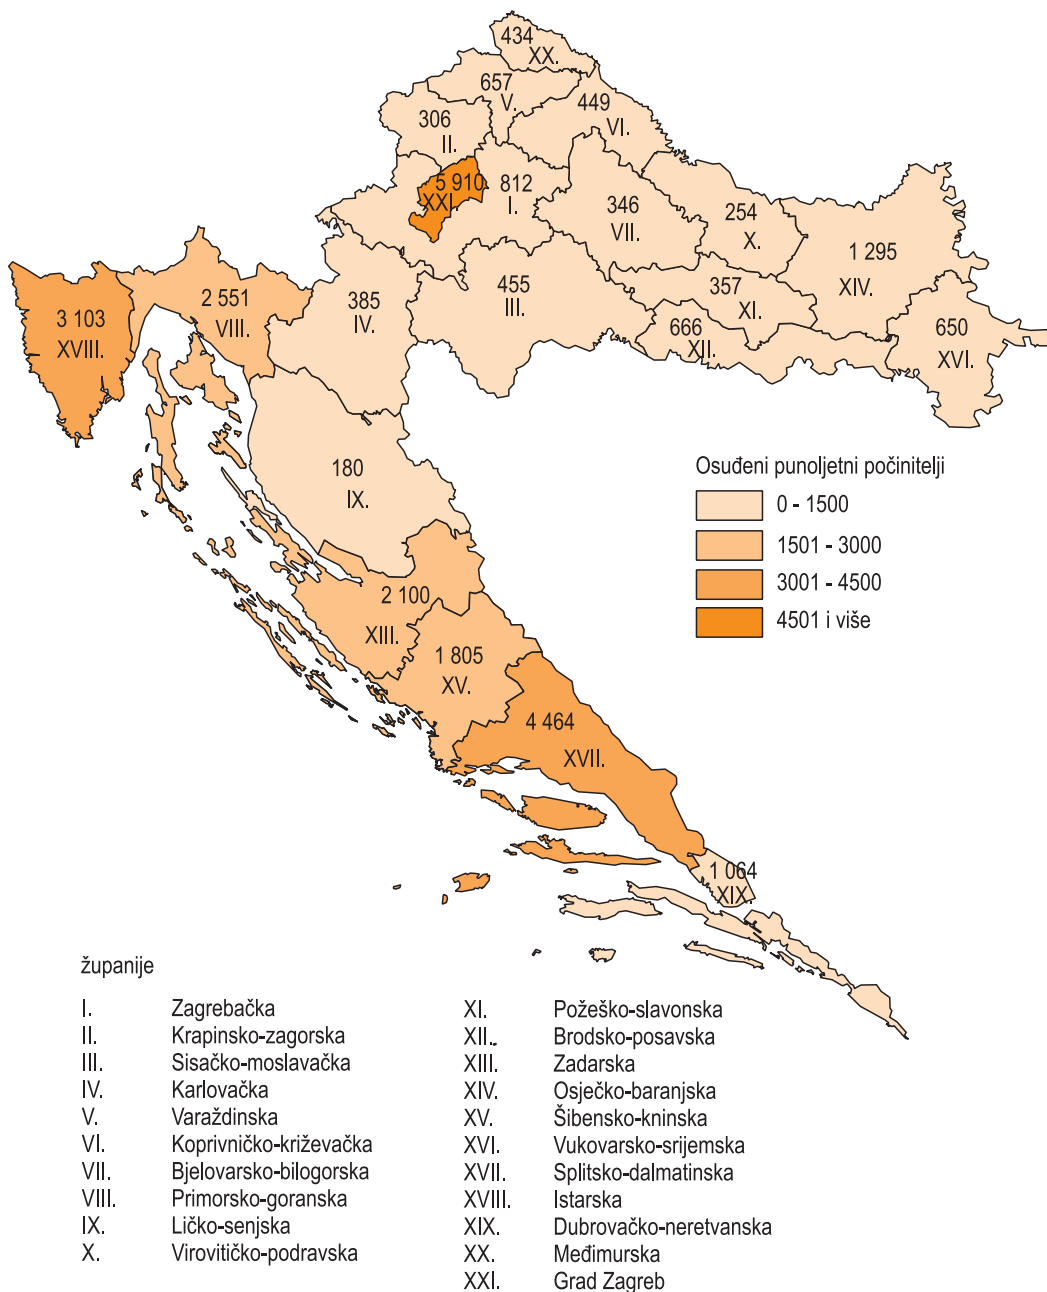 434
XX.
657
V.
449
VI.
306
II.
5 910
XXI.
812
I.
346
VII.
254
X.
1 295
XIV.
455
III.
357
XI.
385
IV.
2 551
VIII.
3 103
XVIII.
666
XII.
650
XVI.
180
IX.
Osuđeni punoljetni počinitelji
0 - 1500
1501 - 3000
3001 - 4500
4501 i više
2 100
XIII.
1 805
XV.
4 464
XVII.
1 064
XIX.
županije
I. Zagrebačka
II. Krapinsko-zagorska
III. Sisačko-moslavačka
IV. Karlovačka
V. Varaždinska
VI. Koprivničko-križevačka
VII. Bjelovarsko-bilogorska
VIII. Primorsko-goranska
IX. Ličko-senjska
X. Virovitičko-podravska
XI. Požeško-slavonska
XII.. Brodsko-posavska
XIII. Zadarska
XIV. Osječko-baranjska
XV. Šibensko-kninska
XVI. Vukovarsko-srijemska
XVII. Splitsko-dalmatinska
XVIII. Istarska
XIX. Dubrovačko-neretvanska
XX. Međimurska
XXI. Grad Zagreb